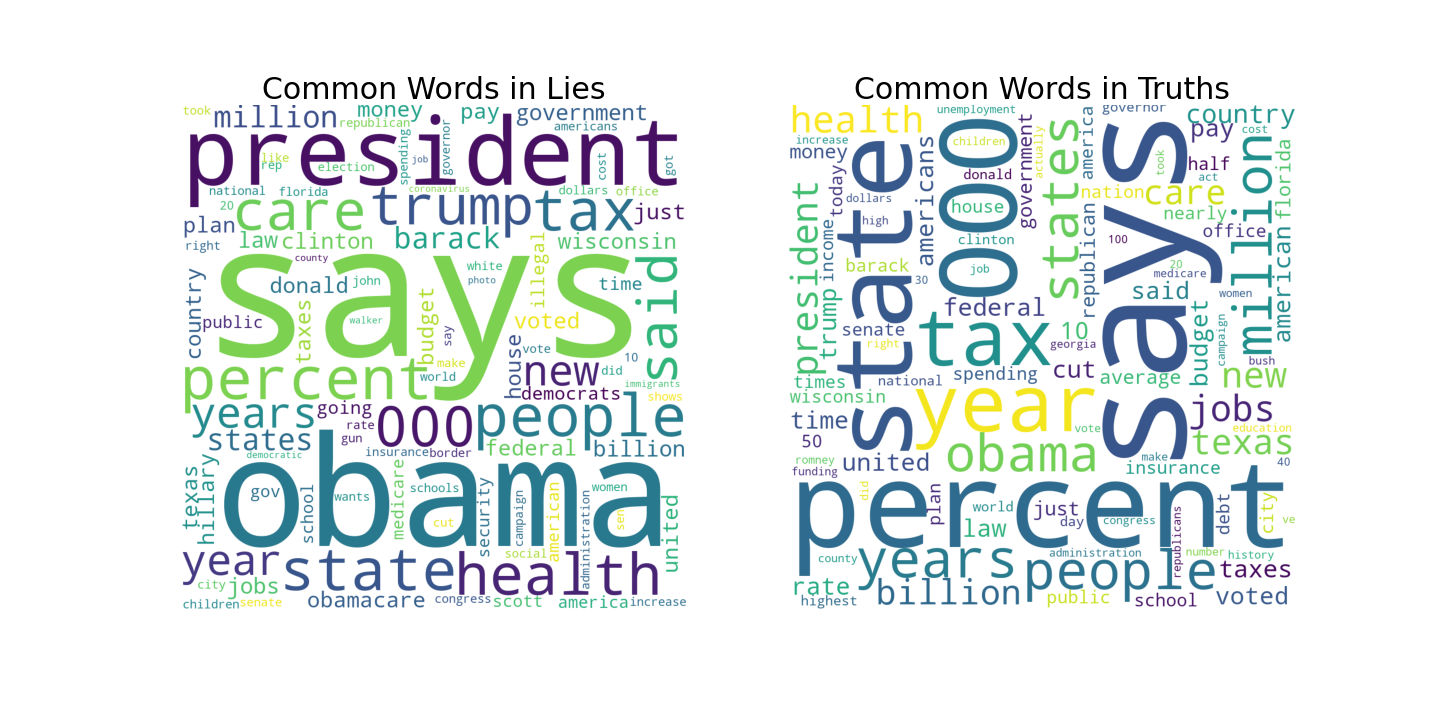 Common Words in Lies
took million money pay government
republican americans
president
like rep election spending job governor cost got
national florida coronavirus dollars office
20 care trump tax just
plan
right law clinton barack wisconsin
county white illegal
says
country donald john photo time said
public taxes walker budget say voted
vote 10 did
percent make world house new immigrants
democrats shows
years going 000 people
rate gun
states insurance border federal billion
democratic
obama
texas hillary gov school wants medicare schools cut security campaign american women sen united
social administration
year state health
city jobs
children senate obamacare congress scott america increase
Common Words in Truths
health unemployment america governor country
increase 000 children actually pay cost
money state americans donald government states says took half million
today house nation care act florida
president income high dollars clinton republican nearly office
barack job 100 20 medicare american
trump 30 federal said women
senate tax 10 budget campaign
right georgia bush
times national spending cut average new
wisconsin year jobs
time vote education
50 obama texas
romney united make insurance 40
funding
percent
did plan world just day congress debt city ve
law republicans
county years administration people number history
rate taxes
highest billion public school voted